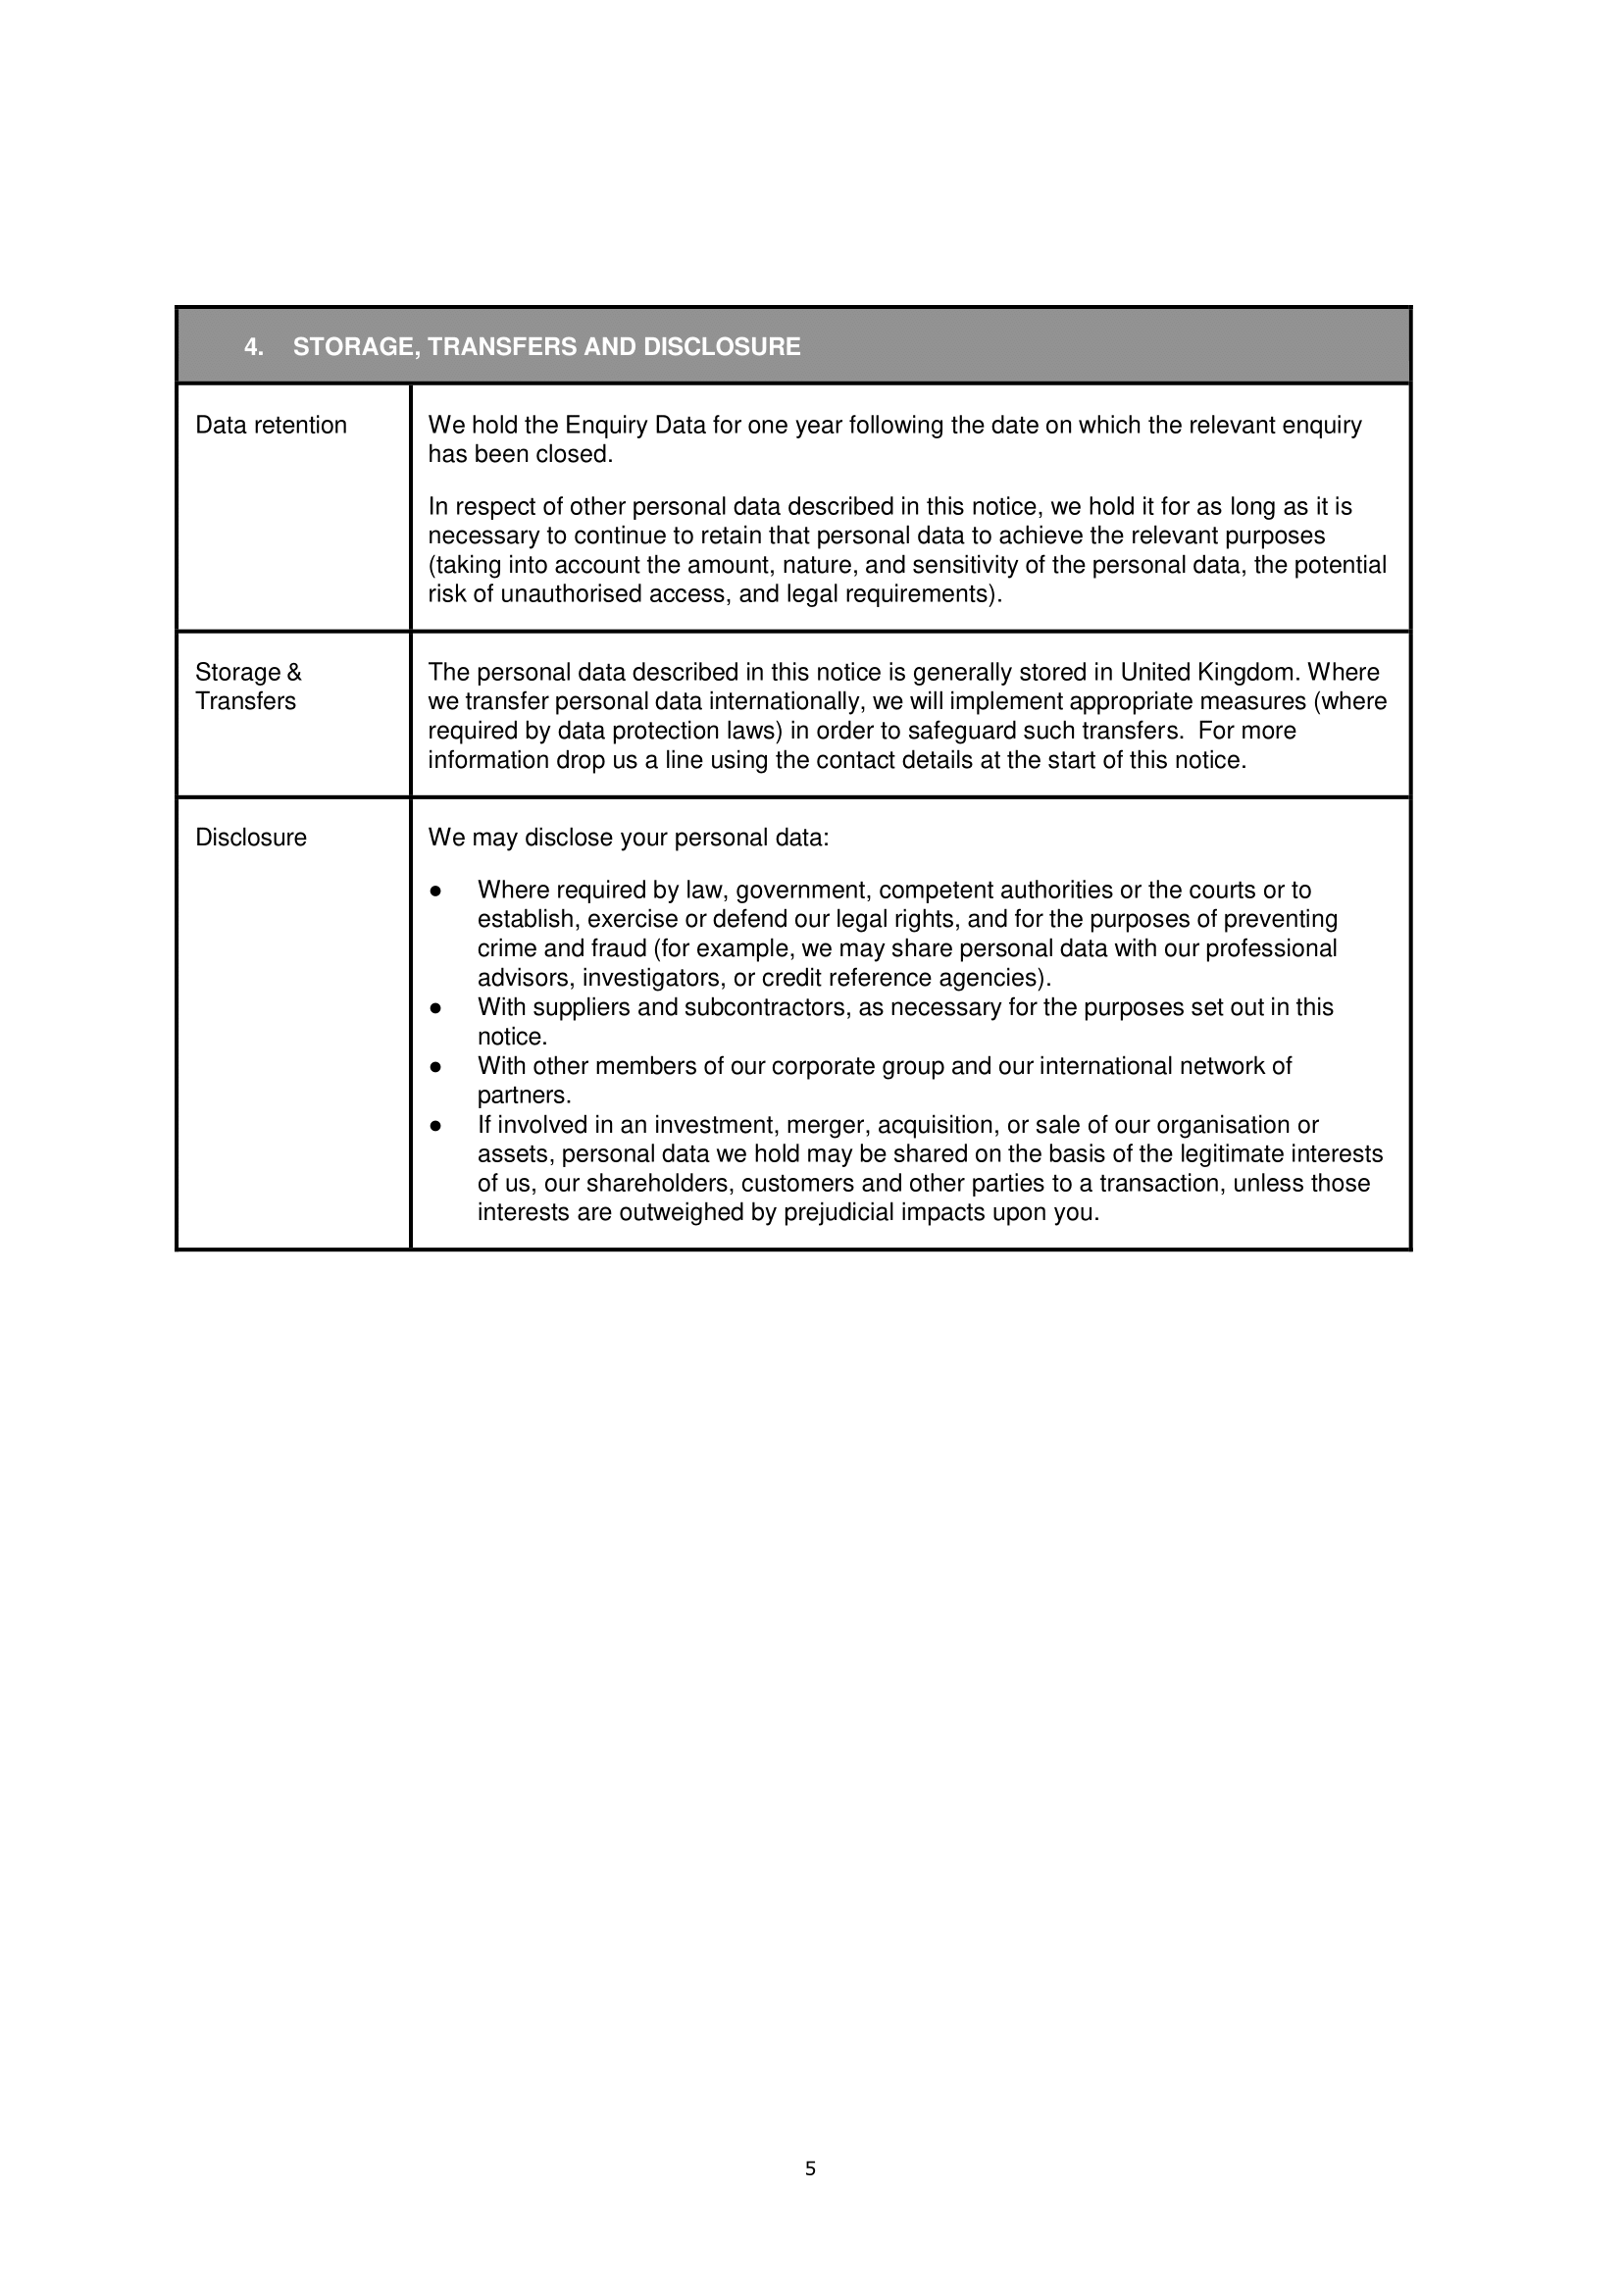 4. STORAGE, TRANSFERS AND DISCLOSURE
Data retention
We hold the Enquiry Data for one year following the date on which the relevant enquiry
has been closed.
In respect of other personal data described in this notice, we hold it for as long as it is
necessary to continue to retain that personal data to achieve the relevant purposes
(taking into account the amount, nature, and sensitivity of the personal data, the potential
risk of unauthorised access, and legal requirements).
Storage &
Transfers
The personal data described in this notice is generally stored in United Kingdom. Where
we transfer personal data internationally, we will implement appropriate measures (where
required by data protection laws) in order to safeguard such transfers.  For more
information drop us a line using the contact details at the start of this notice.
Disclosure
We may disclose your personal data:
● Where required by law, government, competent authorities or the courts or to
establish, exercise or defend our legal rights, and for the purposes of preventing
crime and fraud (for example, we may share personal data with our professional
advisors, investigators, or credit reference agencies).
● With suppliers and subcontractors, as necessary for the purposes set out in this
notice.
● With other members of our corporate group and our international network of
partners.
● If involved in an investment, merger, acquisition, or sale of our organisation or
assets, personal data we hold may be shared on the basis of the legitimate interests
of us, our shareholders, customers and other parties to a transaction, unless those
interests are outweighed by prejudicial impacts upon you.
5